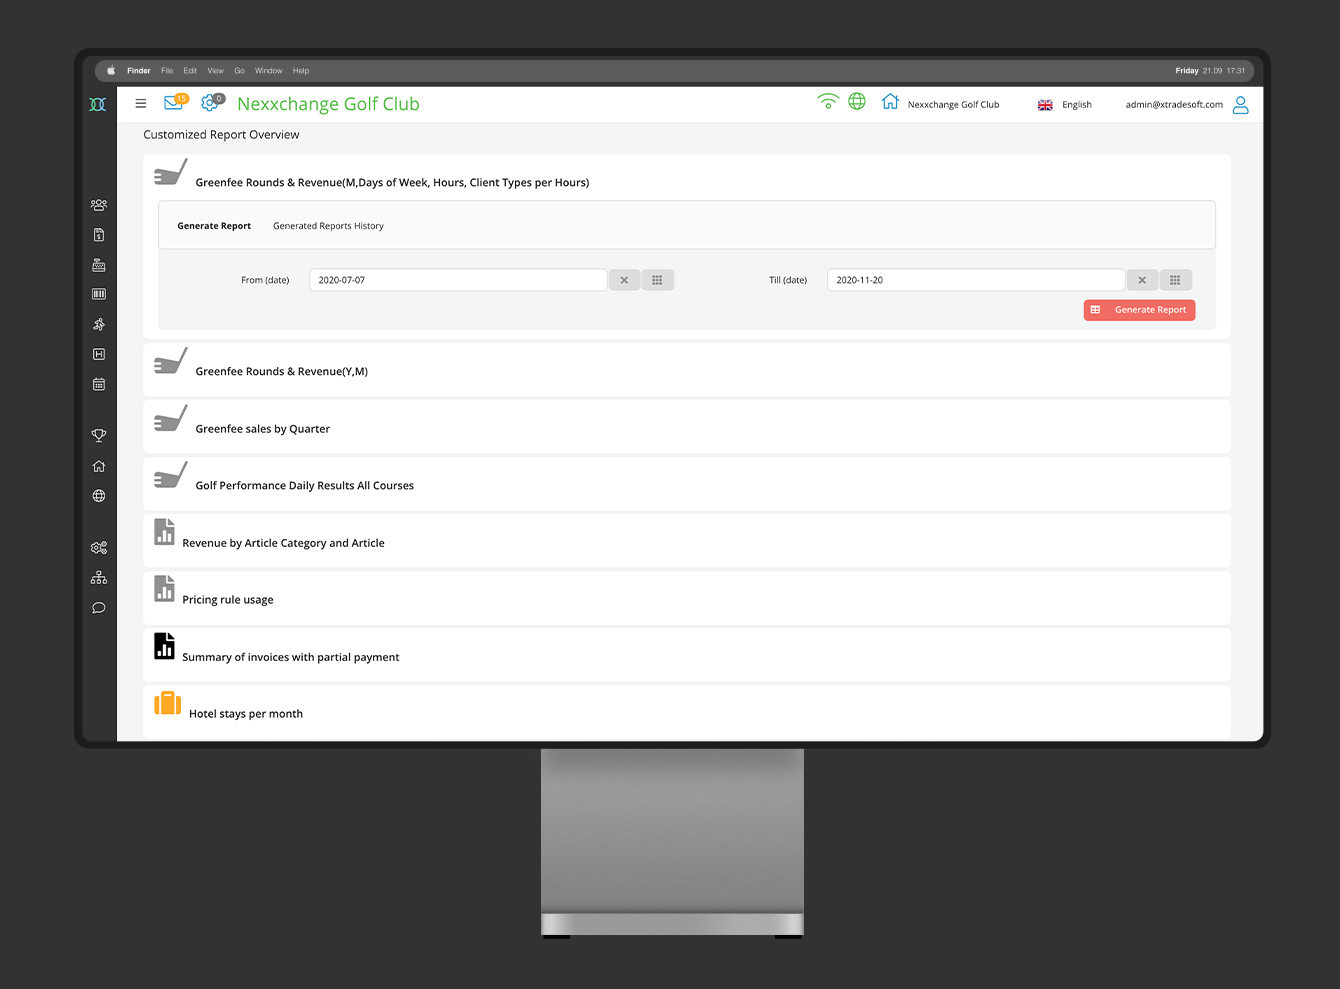 Finder File Edit View Go Window Help Friday 21.09 17:31
15 0 Nexxchange Golf Club Nexxchange Golf Club English admin@xtradesoft.com
Customized Report Overview
Greenfee Rounds & Revenue(M,Days of Week, Hours, Client Types per Hours)
Generate Report Generated Reports History
From (date) 2020-07-07 Till (date) 2020-11-20
Generate Report
Greenfee Rounds & Revenue(Y,M)
Greenfee sales by Quarter
Golf Performance Daily Results All Courses
Revenue by Article Category and Article
Pricing rule usage
Summary of invoices with partial payment
Hotel stays per month